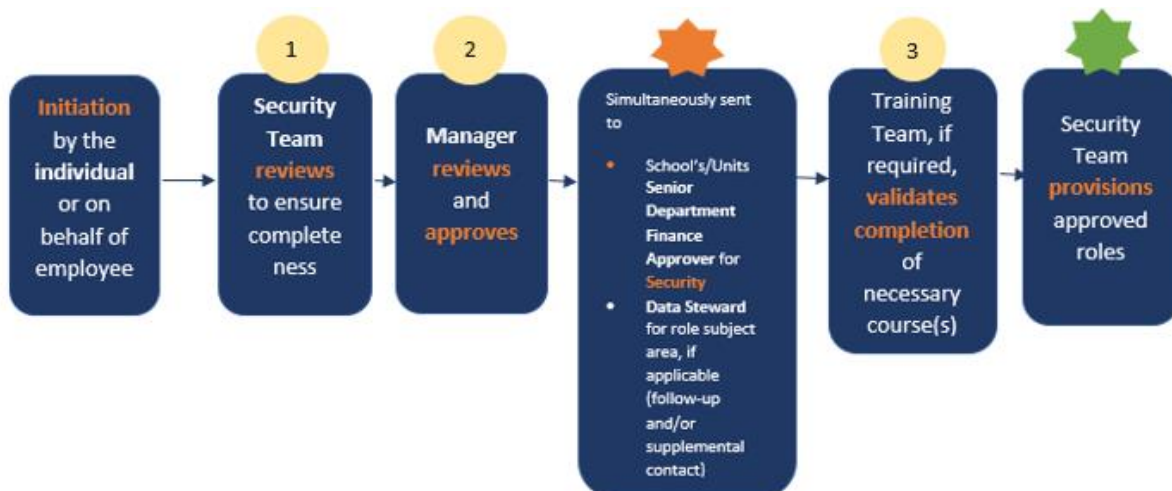 1
2
3
Initiation
by the
individual
or on
behalf of
employee
Security
Team
reviews
to ensure
complete
ness
Manager
reviews
and
approves
Simultaneously sent
to
• School's/Units
Senior
Department
Finance
Approver for
Security
• Data Steward
for role subject
area, if
applicable
(follow-up
and/or
supplemental
contact)
Training
Team, if
required,
validates
completion
of
necessary
course(s)
Security
Team
provisions
approved
roles